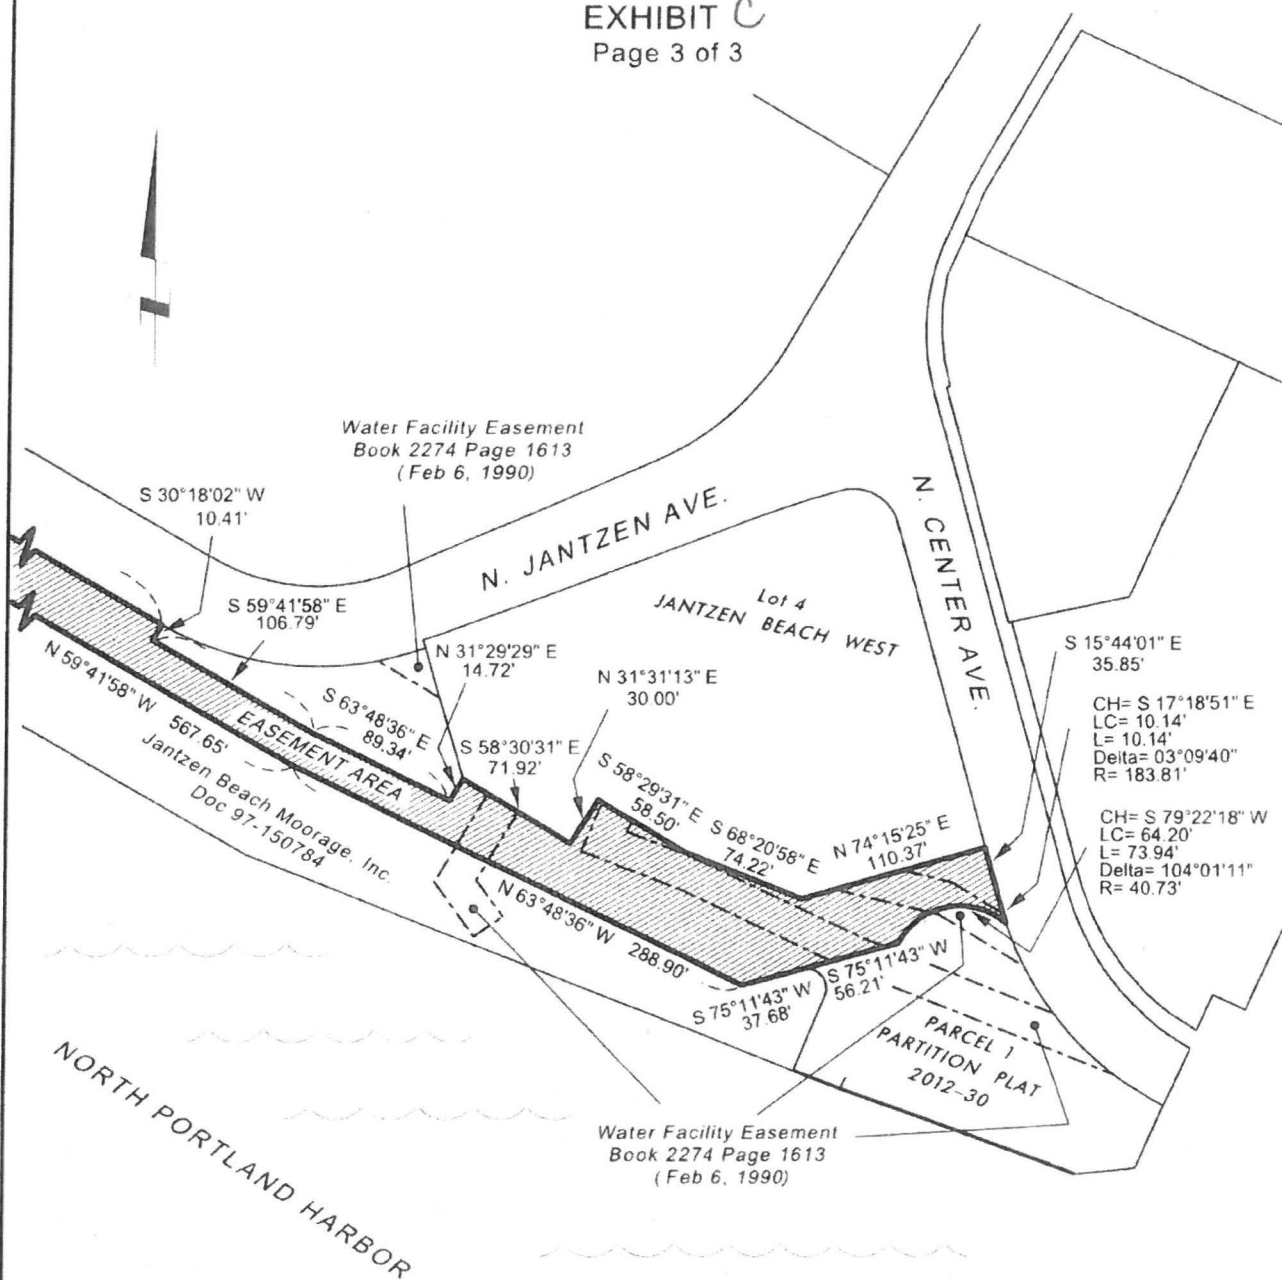 EXHIBIT C
Page 3 of 3
Water Facility Easement
Book 2274 Page 1613
(Feb 6, 1990)
S 30°18'02" W
10.41'
N. JANTZEN AVE.
N. CENTER AVE.
S 59°41'58" E
106.79'
Lot 4
JANTZEN BEACH WEST
N 31°29'29" E
14.72'
N 31°31'13" E
30.00'
S 15°44'01" E
35.85'
CH= S 17°18'51" E
LC= 10.14'
L= 10.14'
Delta= 03°09'40"
R= 183.81'
N 59°41'58" W 567.65'
S 63°48'36" E
89.34'
EASEMENT AREA
S 58°30'31" E
71.92'
S 58°29'31" E
58.50'
S 68°20'58" E
74.22'
N 74°15'25" E
110.37'
CH= S 79°22'18" W
LC= 64.20'
L= 73.94'
Delta= 104°01'11"
R= 40.73'
Jantzen Beach Moorage, Inc.
Doc 97-150784
N 63°48'36" W 288.90'
S 75°11'43" W
37.68'
S 75°11'43" W
56.21'
PARCEL 1
PARTITION PLAT
2012-30
Water Facility Easement
Book 2274 Page 1613
(Feb 6, 1990)
NORTH PORTLAND HARBOR